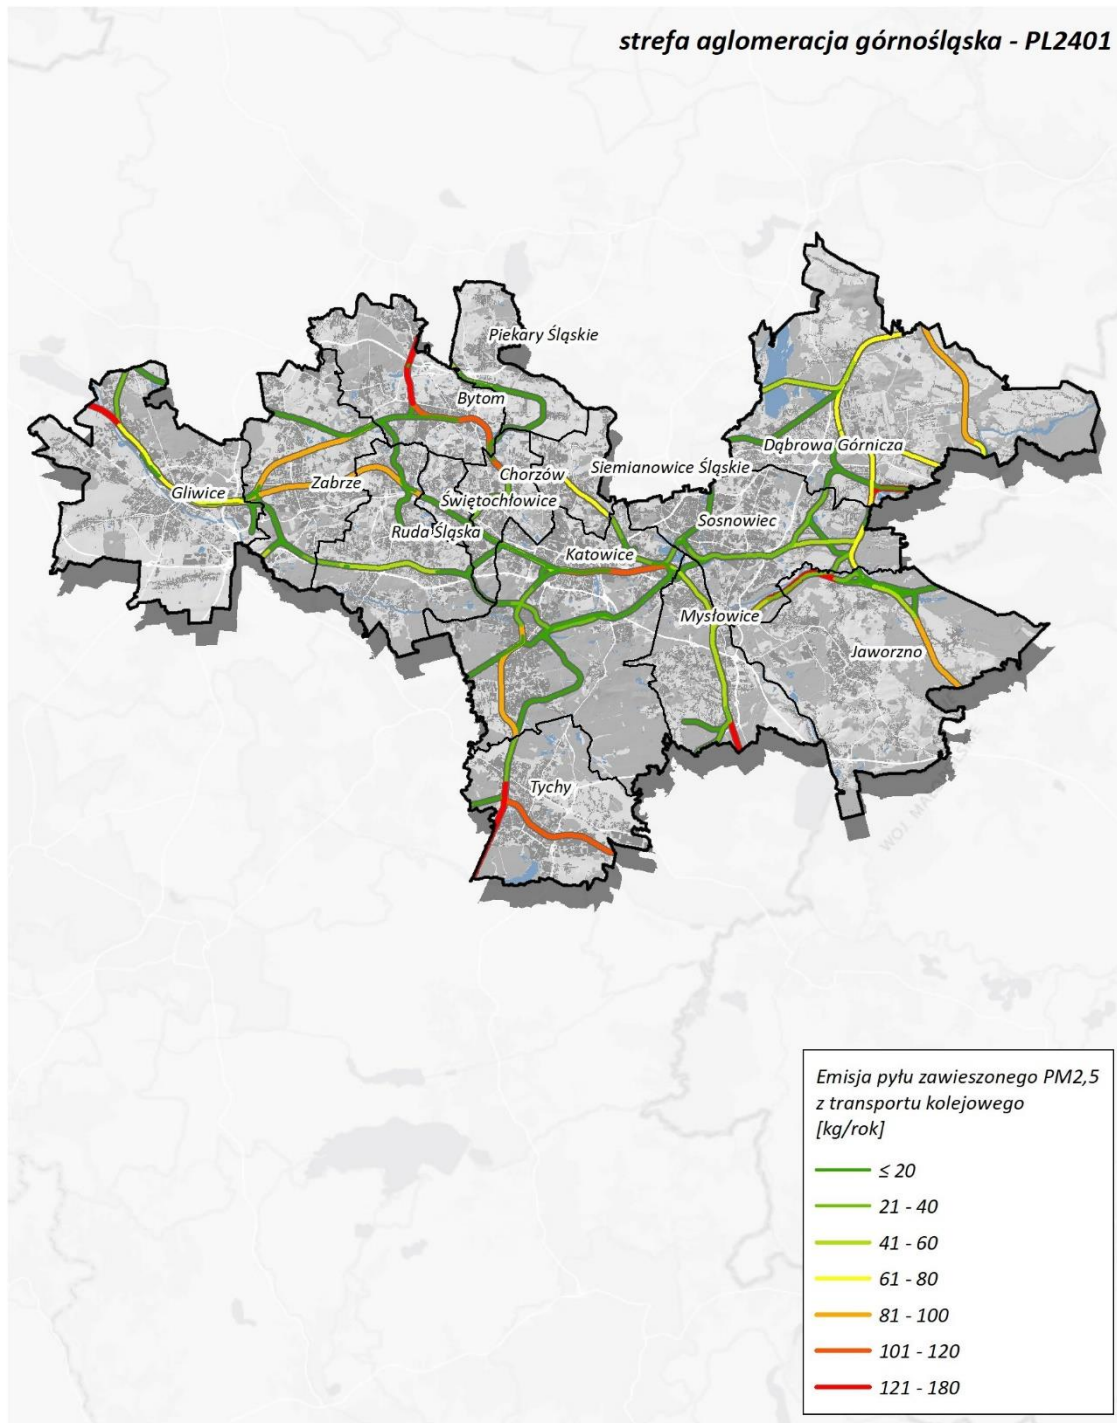 strefa aglomeracja górnośląska - PL2401
Piekary Śląskie
Bytom
Dąbrowa Górnicza
Siemianowice Śląskie
Chorzów
Zabrze
Gliwice
Świętochłowice
Sosnowiec
Ruda Śląska
Katowice
Mysłowice
Jaworzno
Tychy
Emisja pyłu zawieszonego PM2,5
z transportu kolejowego
[kg/rok]
≤ 20
21 - 40
41 - 60
61 - 80
81 - 100
101 - 120
121 - 180